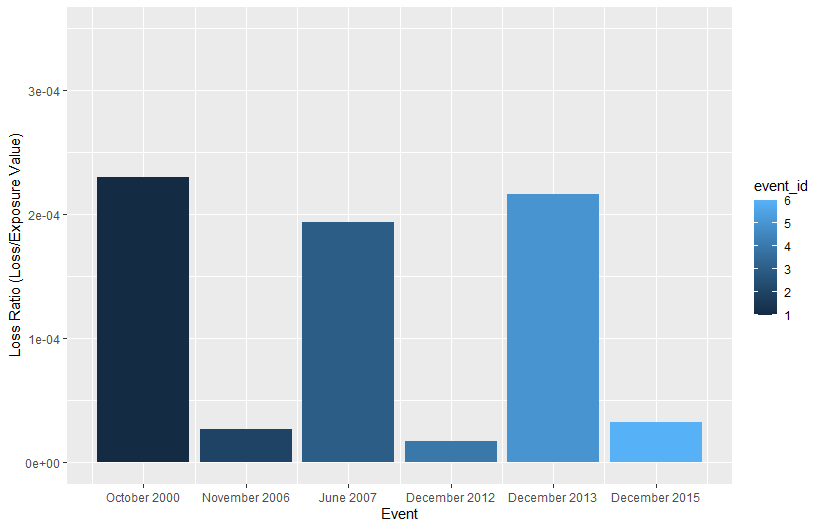 Loss Ratio (Loss/Exposure Value)
3e-04
2e-04
1e-04
0e+00
October 2000 November 2006 June 2007 December 2012 December 2013 December 2015
Event
event_id
6
5
4
3
2
1